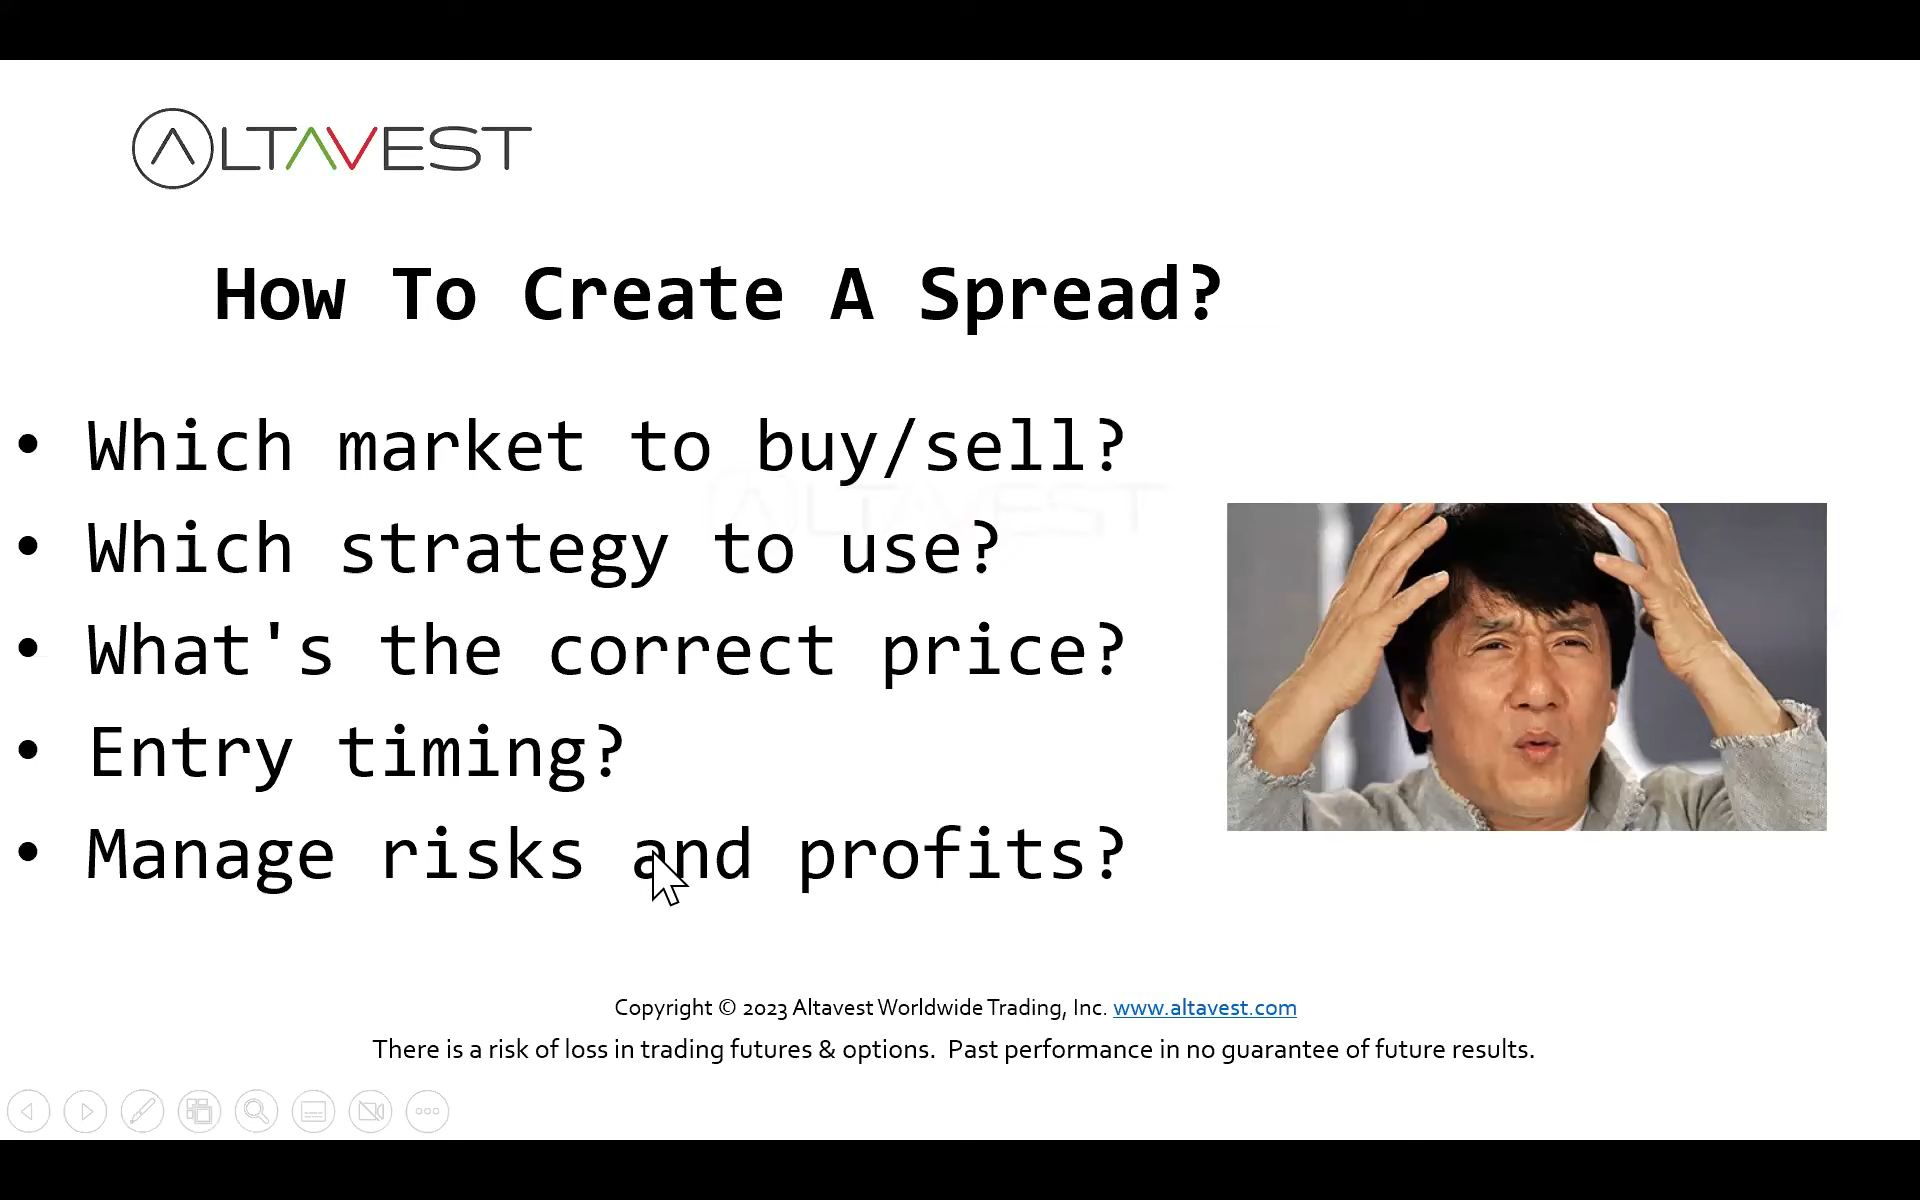 ALTAVEST
How To Create A Spread?
• Which market to buy/sell?
• Which strategy to use?
• What's the correct price?
• Entry timing?
• Manage risks and profits?
ALTAVEST
Copyright © 2023 Altavest Worldwide Trading, Inc. www.altavest.com
There is a risk of loss in trading futures & options. Past performance in no guarantee of future results.